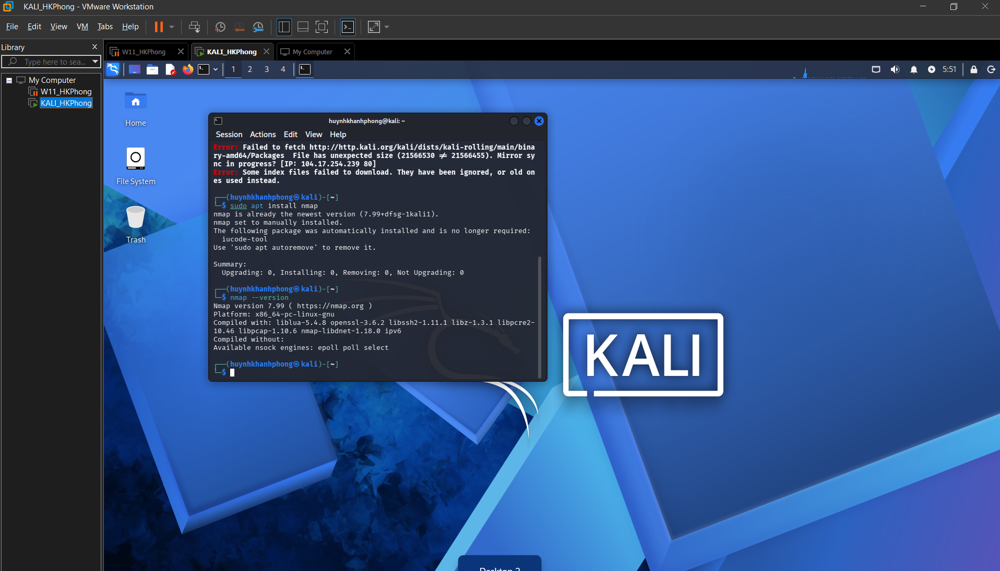 KALI_HKPhong - VMware Workstation
File Edit View VM Tabs Help
Library
Type here to sea...
My Computer
W11_HKPhong
KALI_HKPhong
W11_HKPhong
KALI_HKPhong
My Computer
1 2 3 4
5:51
Home
File System
Trash
huynhkhanhphong@kali: ~
Session Actions Edit View Help
Error: Failed to fetch http://http.kali.org/kali/dists/kali-rolling/main/bina
ry-amd64/Packages  File has unexpected size (21566530 ≠ 21566455). Mirror sy
nc in progress? [IP: 104.17.254.239 80]
Error: Some index files failed to download. They have been ignored, or old on
es used instead.
┌──(huynhkhanhphong㉿kali)-[~]
└─$ sudo apt install nmap
nmap is already the newest version (7.99+dfsg-1kali1).
nmap set to manually installed.
The following package was automatically installed and is no longer required:
  iucode-tool
Use 'sudo apt autoremove' to remove it.
Summary:
  Upgrading: 0, Installing: 0, Removing: 0, Not Upgrading: 0
┌──(huynhkhanhphong㉿kali)-[~]
└─$ nmap --version
Nmap version 7.99 ( https://nmap.org )
Platform: x86_64-pc-linux-gnu
Compiled with: liblua-5.4.8 openssl-3.6.2 libssh2-1.11.1 libz-1.3.1 libpcre2-
10.46 libpcap-1.10.6 nmap-libdnet-1.18.0 ipv6
Compiled without:
Available nsock engines: epoll poll select
┌──(huynhkhanhphong㉿kali)-[~]
└─$
KALI
Desktop 2